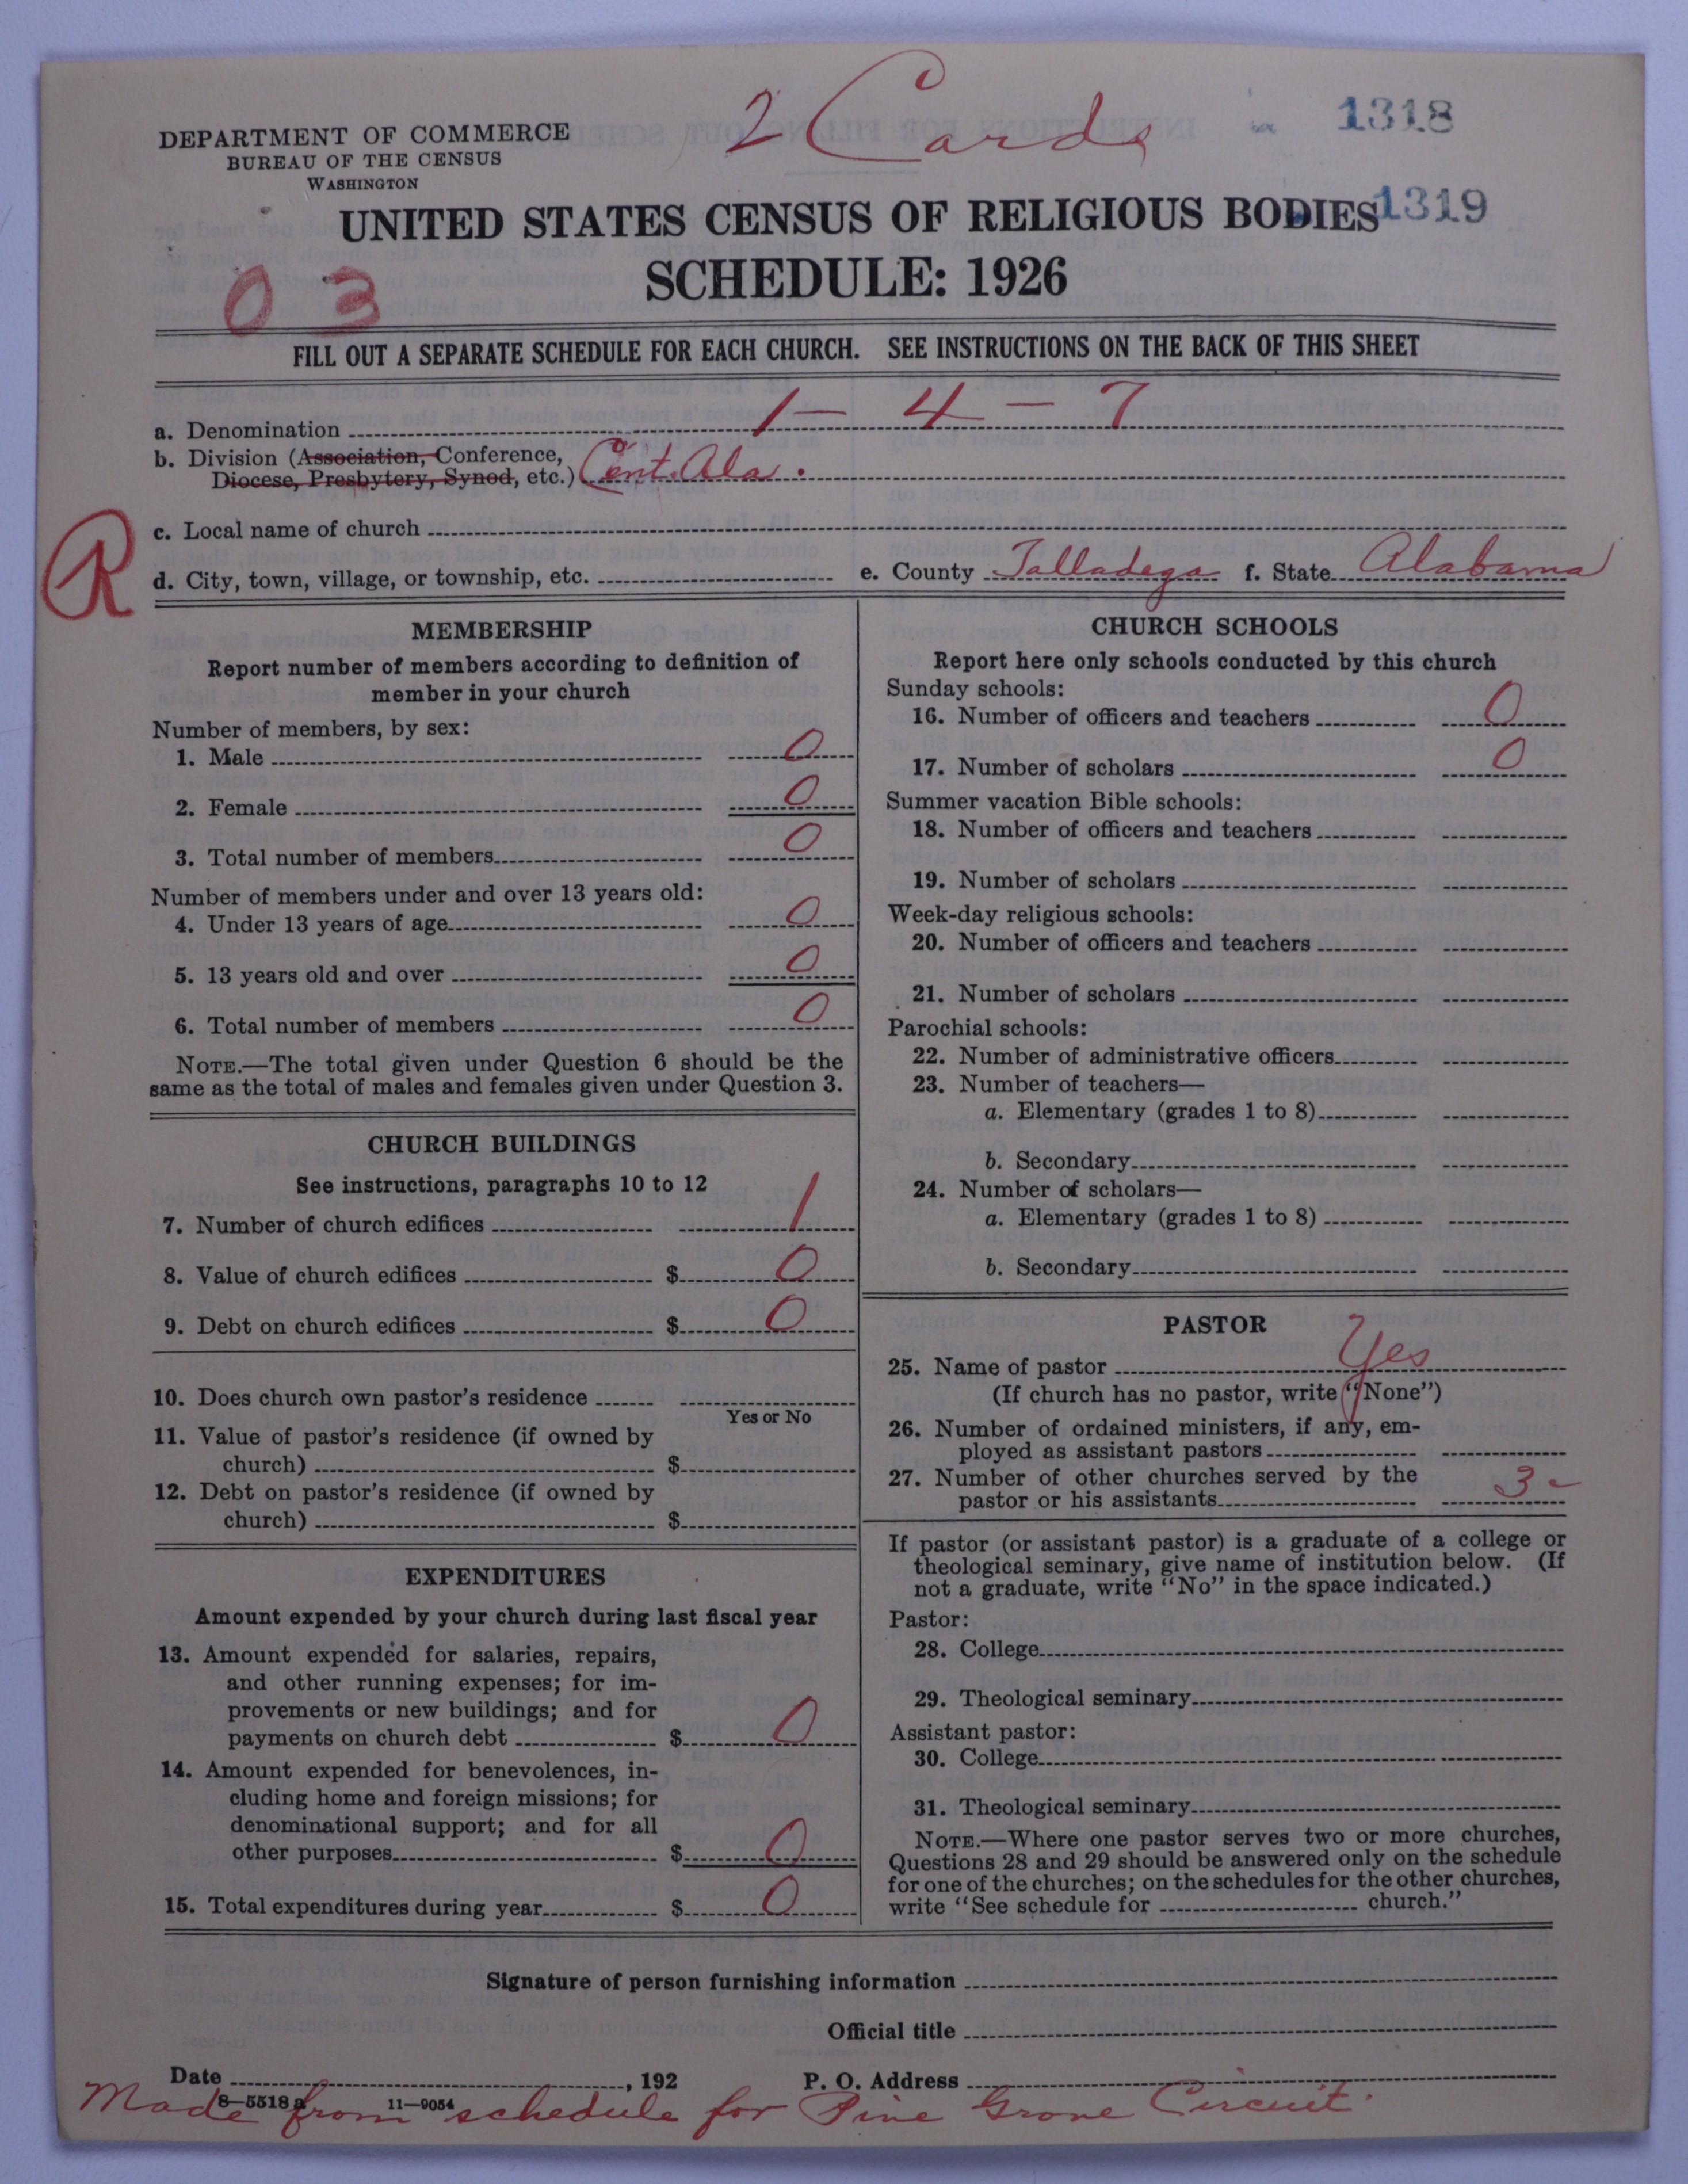 2 Cards
1318
DEPARTMENT OF COMMERCE
BUREAU OF THE CENSUS
WASHINGTON
UNITED STATES CENSUS OF RELIGIOUS BODIES 1319
SCHEDULE: 1926
0 3
FILL OUT A SEPARATE SCHEDULE FOR EACH CHURCH. SEE INSTRUCTIONS ON THE BACK OF THIS SHEET
a. Denomination 1 - 4 - 7
b. Division (Association, Conference,
Diocese, Presbytery, Synod, etc.) Cent. Ala.
R
c. Local name of church
d. City, town, village, or township, etc. e. County Talladega f. State Alabama
MEMBERSHIP
Report number of members according to definition of
member in your church
Number of members, by sex:
1. Male 0
2. Female 0
3. Total number of members 0
Number of members under and over 13 years old:
4. Under 13 years of age 0
5. 13 years old and over 0
6. Total number of members 0
NOTE.—The total given under Question 6 should be the
same as the total of males and females given under Question 3.
CHURCH BUILDINGS
See instructions, paragraphs 10 to 12
7. Number of church edifices 1
8. Value of church edifices $ 0
9. Debt on church edifices $ 0
10. Does church own pastor's residence
Yes or No
11. Value of pastor's residence (if owned by
church) $
12. Debt on pastor's residence (if owned by
church) $
EXPENDITURES
Amount expended by your church during last fiscal year
13. Amount expended for salaries, repairs,
and other running expenses; for im-
provements or new buildings; and for
payments on church debt $ 0
14. Amount expended for benevolences, in-
cluding home and foreign missions; for
denominational support; and for all
other purposes $ 0
15. Total expenditures during year $ 0
CHURCH SCHOOLS
Report here only schools conducted by this church
Sunday schools:
16. Number of officers and teachers 0
17. Number of scholars 0
Summer vacation Bible schools:
18. Number of officers and teachers
19. Number of scholars
Week-day religious schools:
20. Number of officers and teachers
21. Number of scholars
Parochial schools:
22. Number of administrative officers
23. Number of teachers—
a. Elementary (grades 1 to 8)
b. Secondary
24. Number of scholars—
a. Elementary (grades 1 to 8)
b. Secondary
PASTOR
25. Name of pastor Yes
(If church has no pastor, write "None")
26. Number of ordained ministers, if any, em-
ployed as assistant pastors
27. Number of other churches served by the
pastor or his assistants 3
If pastor (or assistant pastor) is a graduate of a college or
theological seminary, give name of institution below. (If
not a graduate, write "No" in the space indicated.)
Pastor:
28. College
29. Theological seminary
Assistant pastor:
30. College
31. Theological seminary
NOTE.—Where one pastor serves two or more churches,
Questions 28 and 29 should be answered only on the schedule
for one of the churches; on the schedules for the other churches,
write "See schedule for church."
Signature of person furnishing information
Official title
Date , 192 P. O. Address
8—5518a 11—9054
Made from schedule for Pine Grove Circuit.